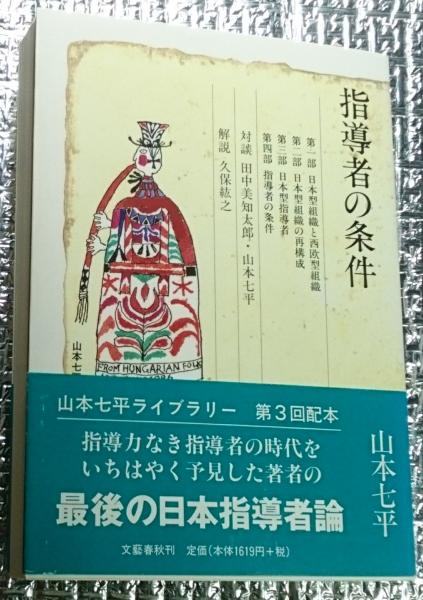 指導者の条件
第一部 日本型組織と西欧型組織
第二部 日本型組織の再構成
第三部 日本型指導者
第四部 指導者の条件
対談 田中美知太郎・山本七平
解説 久保紘之
FROM HUNGARIAN FOLK
山本七平
山本七平ライブラリー 第3回配本
指導力なき指導者の時代を
いちはやく予見した著者の
最後の日本指導者論
文藝春秋刊 定価(本体1619円+税)